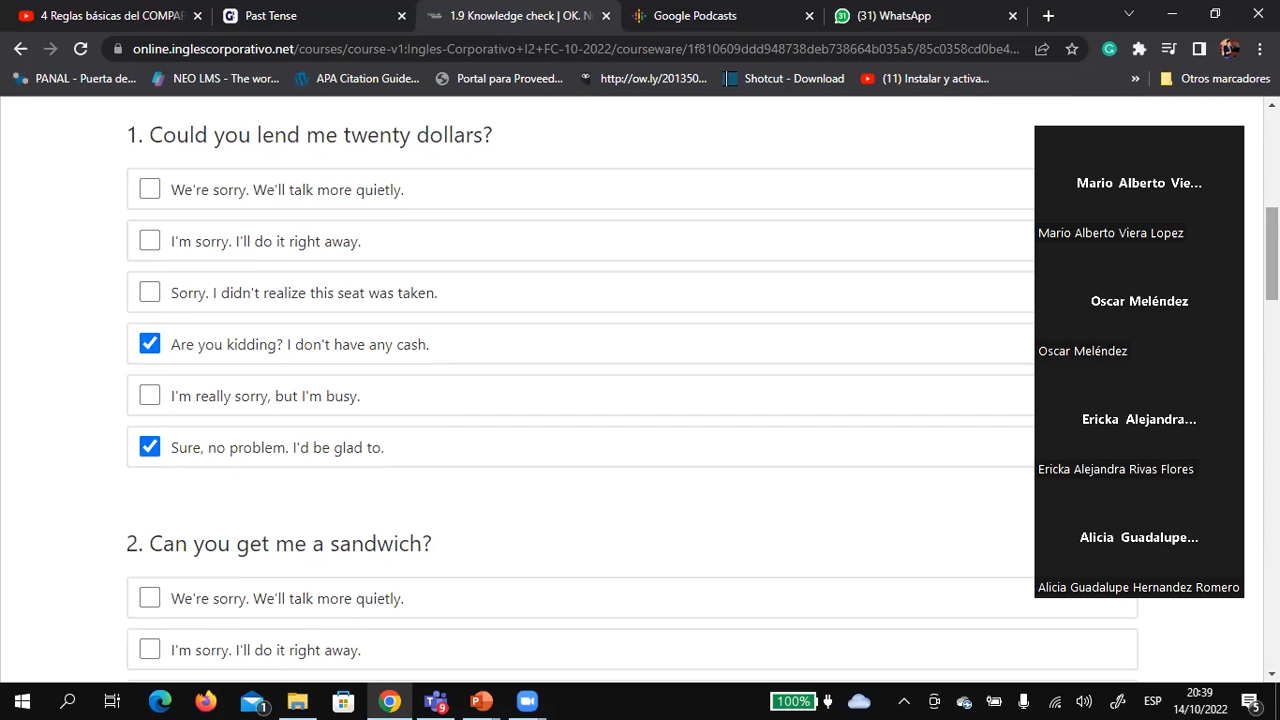 4 Reglas básicas del COMPAR
Past Tense
1.9 Knowledge check | OK. N
Google Podcasts
(31) WhatsApp
online.inglescorporativo.net/courses/course-v1:Ingles-Corporativo+I2+FC-10-2022/courseware/1f810609ddd948738deb738664b035a5/85c0358cd0be4...
PANAL - Puerta de...
NEO LMS - The wor...
APA Citation Guide...
Portal para Proveed...
http://ow.ly/201350...
Shotcut - Download
(11) Instalar y activa...
»
Otros marcadores
1. Could you lend me twenty dollars?
We're sorry. We'll talk more quietly.
I'm sorry. I'll do it right away.
Sorry. I didn't realize this seat was taken.
Are you kidding? I don't have any cash.
I'm really sorry, but I'm busy.
Sure, no problem. I'd be glad to.
2. Can you get me a sandwich?
We're sorry. We'll talk more quietly.
I'm sorry. I'll do it right away.
Mario Alberto Vie...
Mario Alberto Viera Lopez
Oscar Meléndez
Oscar Meléndez
Ericka Alejandra...
Ericka Alejandra Rivas Flores
Alicia Guadalupe...
Alicia Guadalupe Hernandez Romero
1
9
100%
ESP
20:39
14/10/2022
5